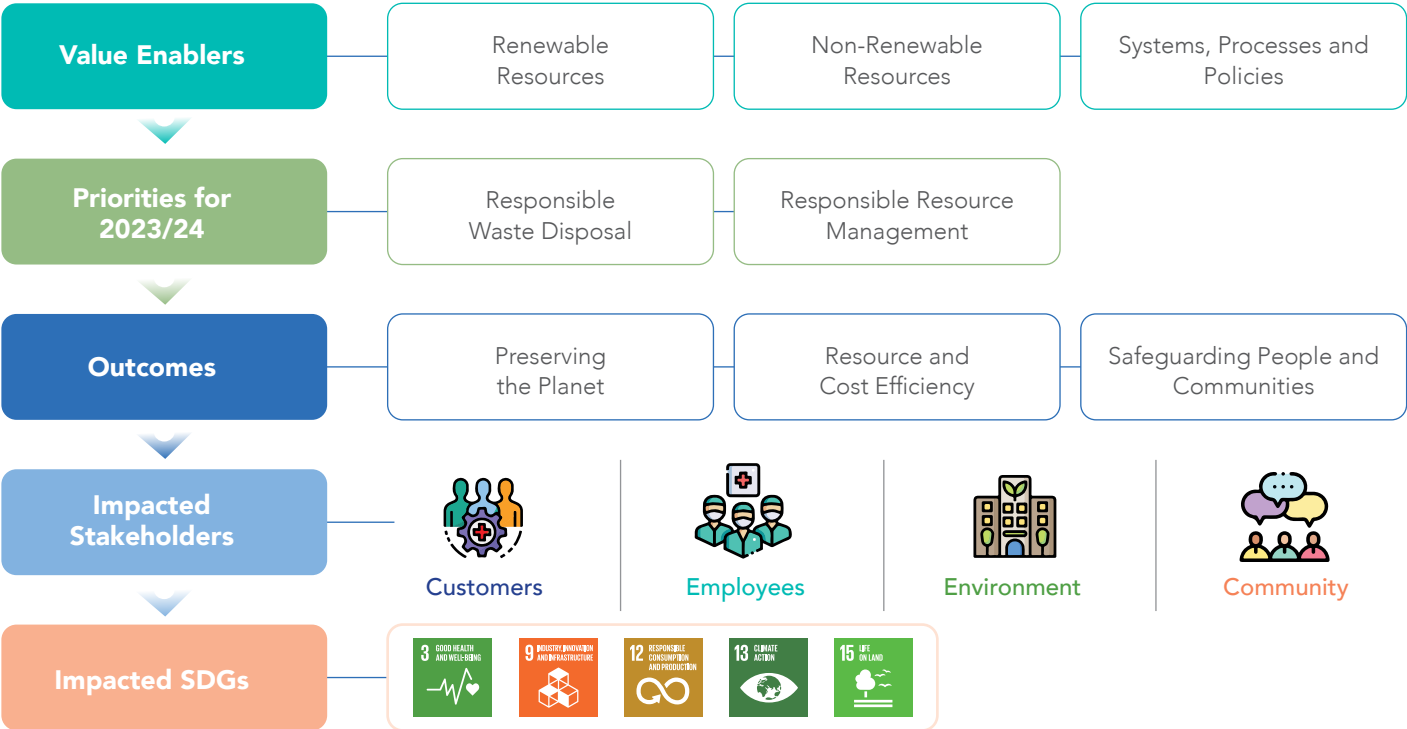 Value Enablers
Renewable
Resources
Non-Renewable
Resources
Systems, Processes and
Policies
Priorities for
2023/24
Responsible
Waste Disposal
Responsible Resource
Management
Outcomes
Preserving
the Planet
Resource and
Cost Efficiency
Safeguarding People and
Communities
Impacted
Stakeholders
Customers
Employees
Environment
Community
Impacted SDGs
3 GOOD HEALTH
AND WELL-BEING
9 INDUSTRY, INNOVATION
AND INFRASTRUCTURE
12 RESPONSIBLE
CONSUMPTION
AND PRODUCTION
13 CLIMATE
ACTION
15 LIFE
ON LAND